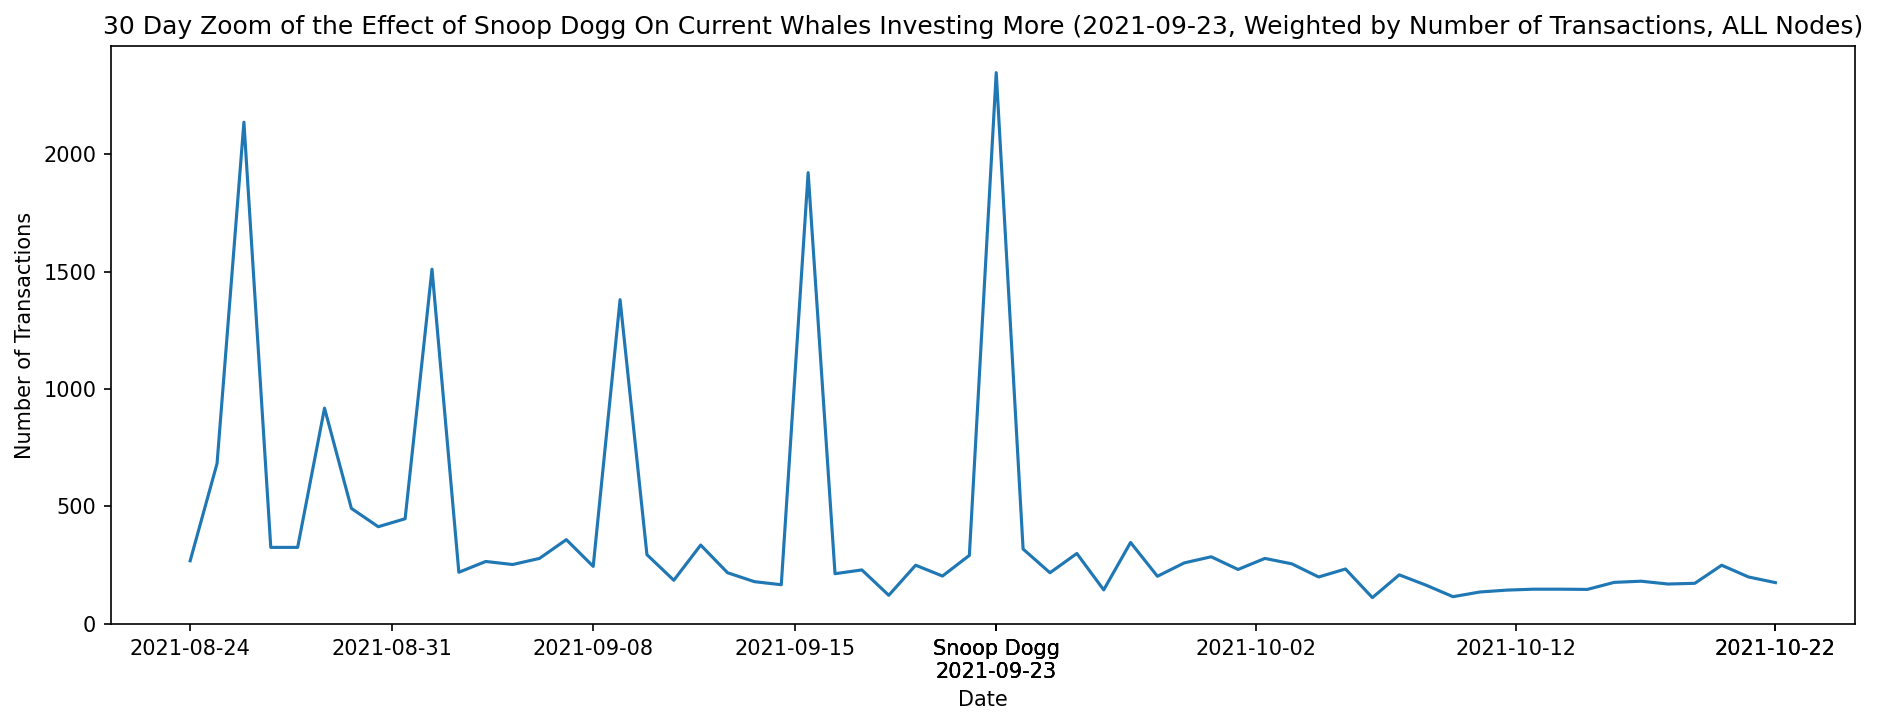 30 Day Zoom of the Effect of Snoop Dogg On Current Whales Investing More (2021-09-23, Weighted by Number of Transactions, ALL Nodes)
Number of Transactions
2000
1500
1000
500
0
2021-08-24 2021-08-31 2021-09-08 2021-09-15 Snoop Dogg 2021-10-02 2021-10-12 2021-10-22
2021-09-23
Date